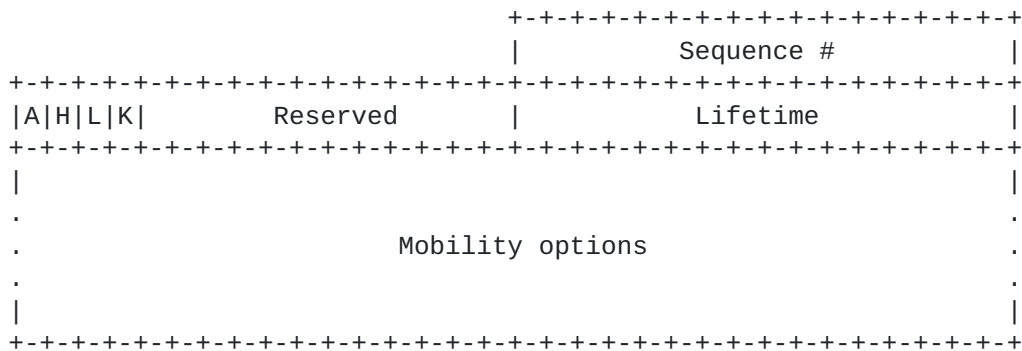 +-+-+-+-+-+-+-+-+-+-+-+-+-+-+-+-+
| Sequence # |
+-+-+-+-+-+-+-+-+-+-+-+-+-+-+-+-+-+-+-+-+-+-+-+-+-+-+-+-+-+-+-+-+
|A|H|L|K| Reserved | Lifetime |
+-+-+-+-+-+-+-+-+-+-+-+-+-+-+-+-+-+-+-+-+-+-+-+-+-+-+-+-+-+-+-+-+
| |
. .
. Mobility options .
. .
| |
+-+-+-+-+-+-+-+-+-+-+-+-+-+-+-+-+-+-+-+-+-+-+-+-+-+-+-+-+-+-+-+-+